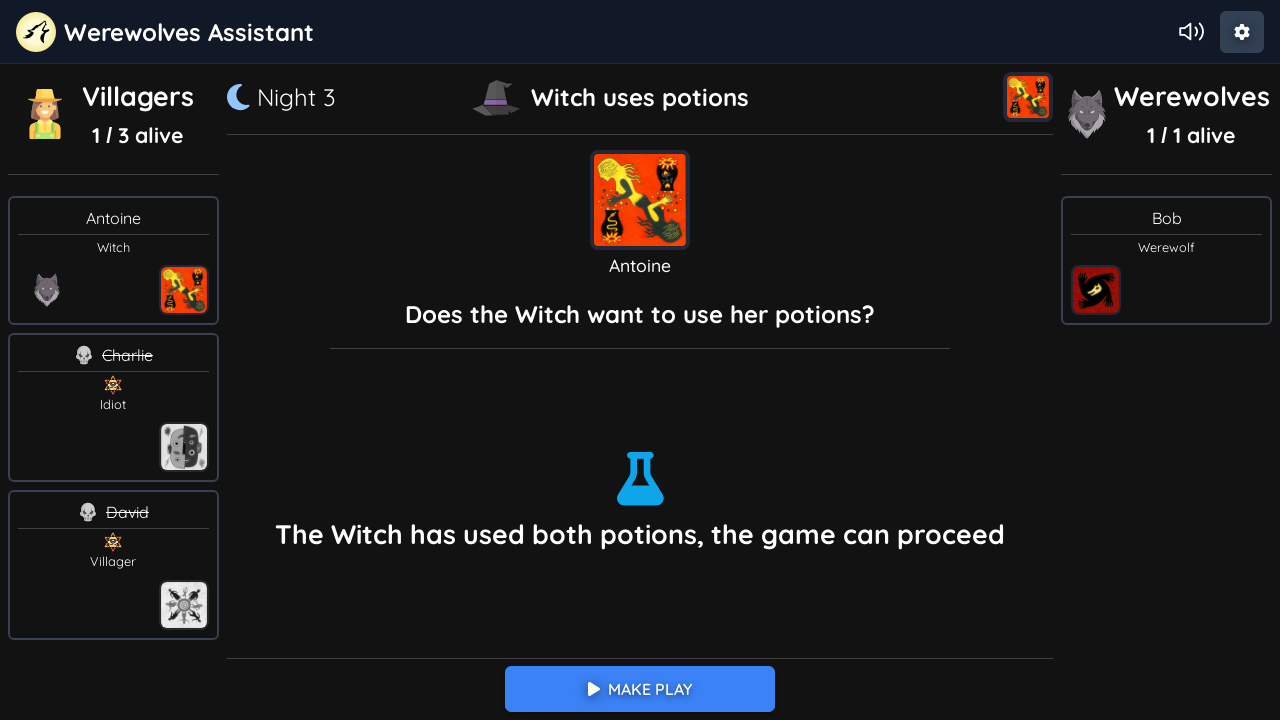 Werewolves Assistant
Villagers
1 / 3 alive
Antoine
Witch
Charlie
Idiot
David
Villager
Night 3
Witch uses potions
Antoine
Does the Witch want to use her potions?
The Witch has used both potions, the game can proceed
MAKE PLAY
Werewolves
1 / 1 alive
Bob
Werewolf